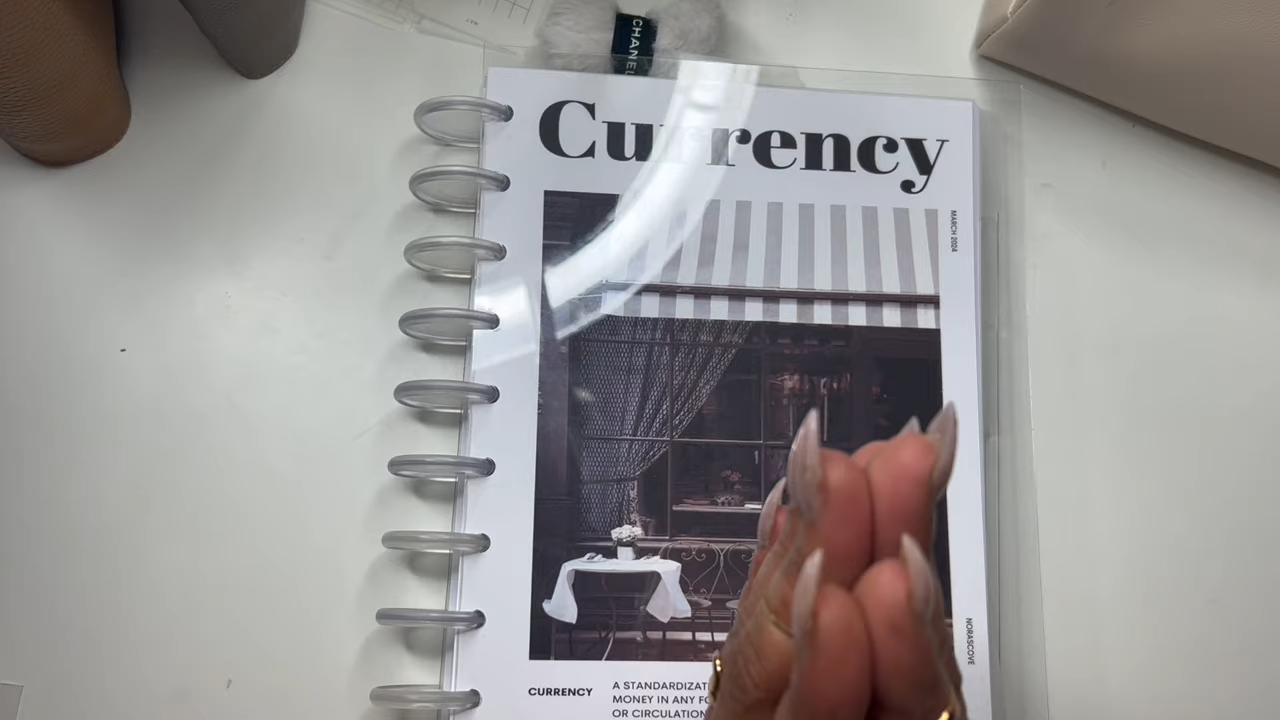 CHANEL
Currency
MARCH 2024
NORASCOVE
CURRENCY
A STANDARDIZAT
MONEY IN ANY FO
OR CIRCULATION